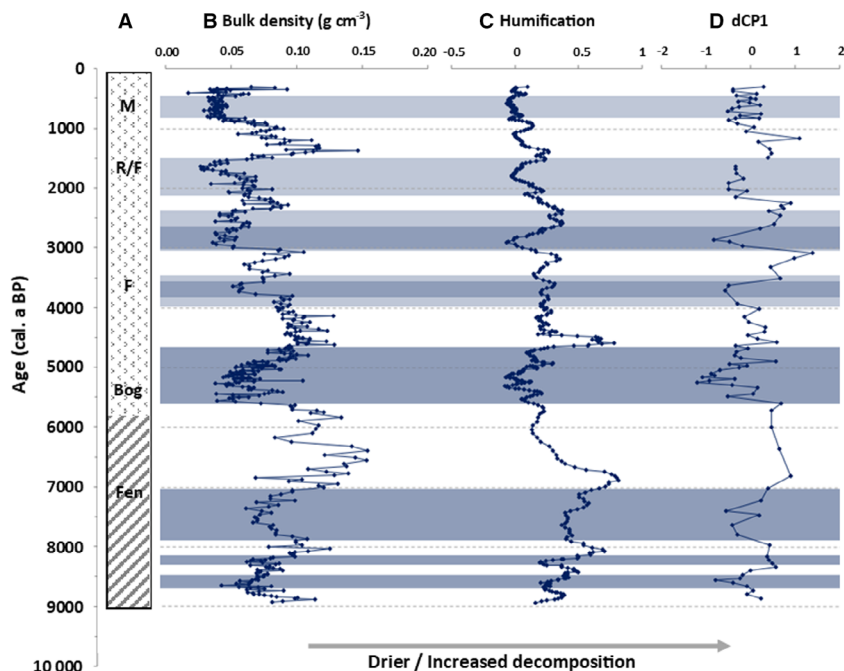 A B Bulk density (g cm⁻³) C Humification D dCP1
0.00 0.05 0.10 0.15 0.20 -0.5 0 0.5 1 -2 -1 0 1 2
0
M
1000
R/F
2000
3000
F
4000
5000
Bog
6000
Fen
7000
8000
9000
10 000
Age (cal. a BP)
Drier / Increased decomposition